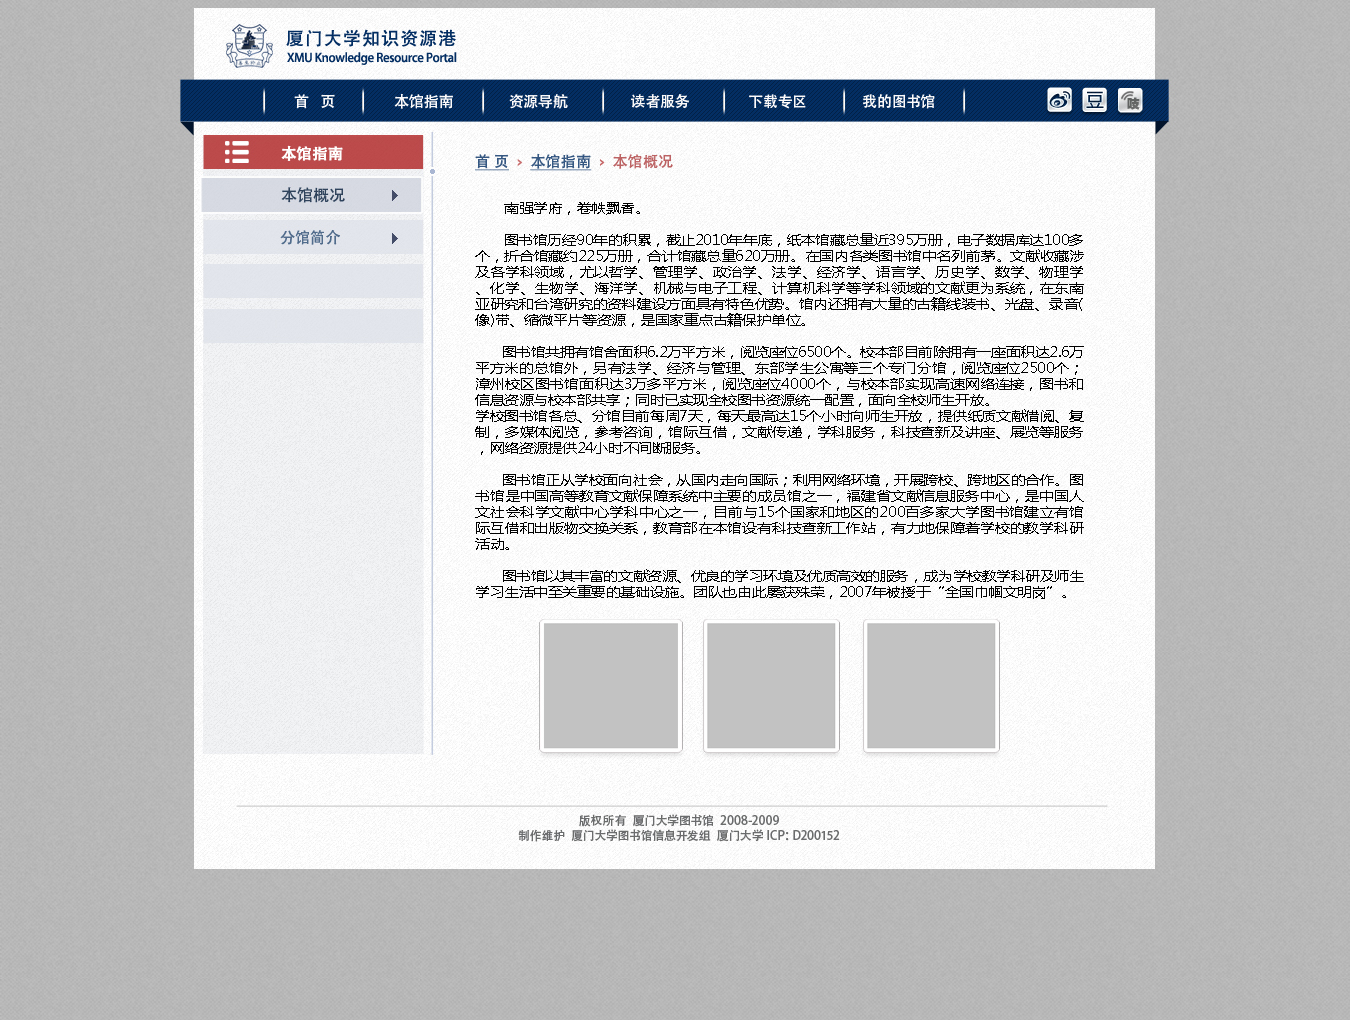 厦门大学知识资源港
XMU Knowledge Resource Portal
首 页 本馆指南 资源导航 读者服务 下载专区 我的图书馆 豆
本馆指南
本馆概况
分馆简介
首 页 › 本馆指南 › 本馆概况
南强学府，卷帙飘香。
图书馆历经90年的积累，截止2010年年底，纸本馆藏总量近395万册，电子数据库达100多
个，折合馆藏约225万册，合计馆藏总量620万册。在国内各类图书馆中名列前茅。文献收藏涉
及各学科领域，尤以哲学、管理学、政治学、法学、经济学、语言学、历史学、数学、物理学
、化学、生物学、海洋学、机械与电子工程、计算机科学等学科领域的文献更为系统，在东南
亚研究和台湾研究的资料建设方面具有特色优势。馆内还拥有大量的古籍线装书、光盘、录音(
像)带、缩微平片等资源，是国家重点古籍保护单位。
图书馆共拥有馆舍面积6.2万平方米，阅览座位6500个。校本部目前除拥有一座面积达2.6万
平方米的总馆外，另有法学、经济与管理、东部学生公寓等三个专门分馆，阅览座位2500个；
漳州校区图书馆面积达3万多平方米，阅览座位4000个，与校本部实现高速网络连接，图书和
信息资源与校本部共享；同时已实现全校图书资源统一配置，面向全校师生开放。
学校图书馆各总、分馆目前每周7天，每天最高达15个小时向师生开放，提供纸质文献借阅、复
制，多媒体阅览，参考咨询，馆际互借，文献传递，学科服务，科技查新及讲座、展览等服务
，网络资源提供24小时不间断服务。
图书馆正从学校面向社会，从国内走向国际；利用网络环境，开展跨校、跨地区的合作。图
书馆是中国高等教育文献保障系统中主要的成员馆之一，福建省文献信息服务中心，是中国人
文社会科学文献中心学科中心之一，目前与15个国家和地区的200百多家大学图书馆建立有馆
际互借和出版物交换关系，教育部在本馆设有科技查新工作站，有力地保障着学校的教学科研
活动。
图书馆以其丰富的文献资源、优良的学习环境及优质高效的服务，成为学校教学科研及师生
学习生活中至关重要的基础设施。团队也由此屡获殊荣，2007年被授于“全国巾帼文明岗”。
版权所有 厦门大学图书馆 2008-2009
制作维护 厦门大学图书馆信息开发组 厦门大学 ICP: D200152